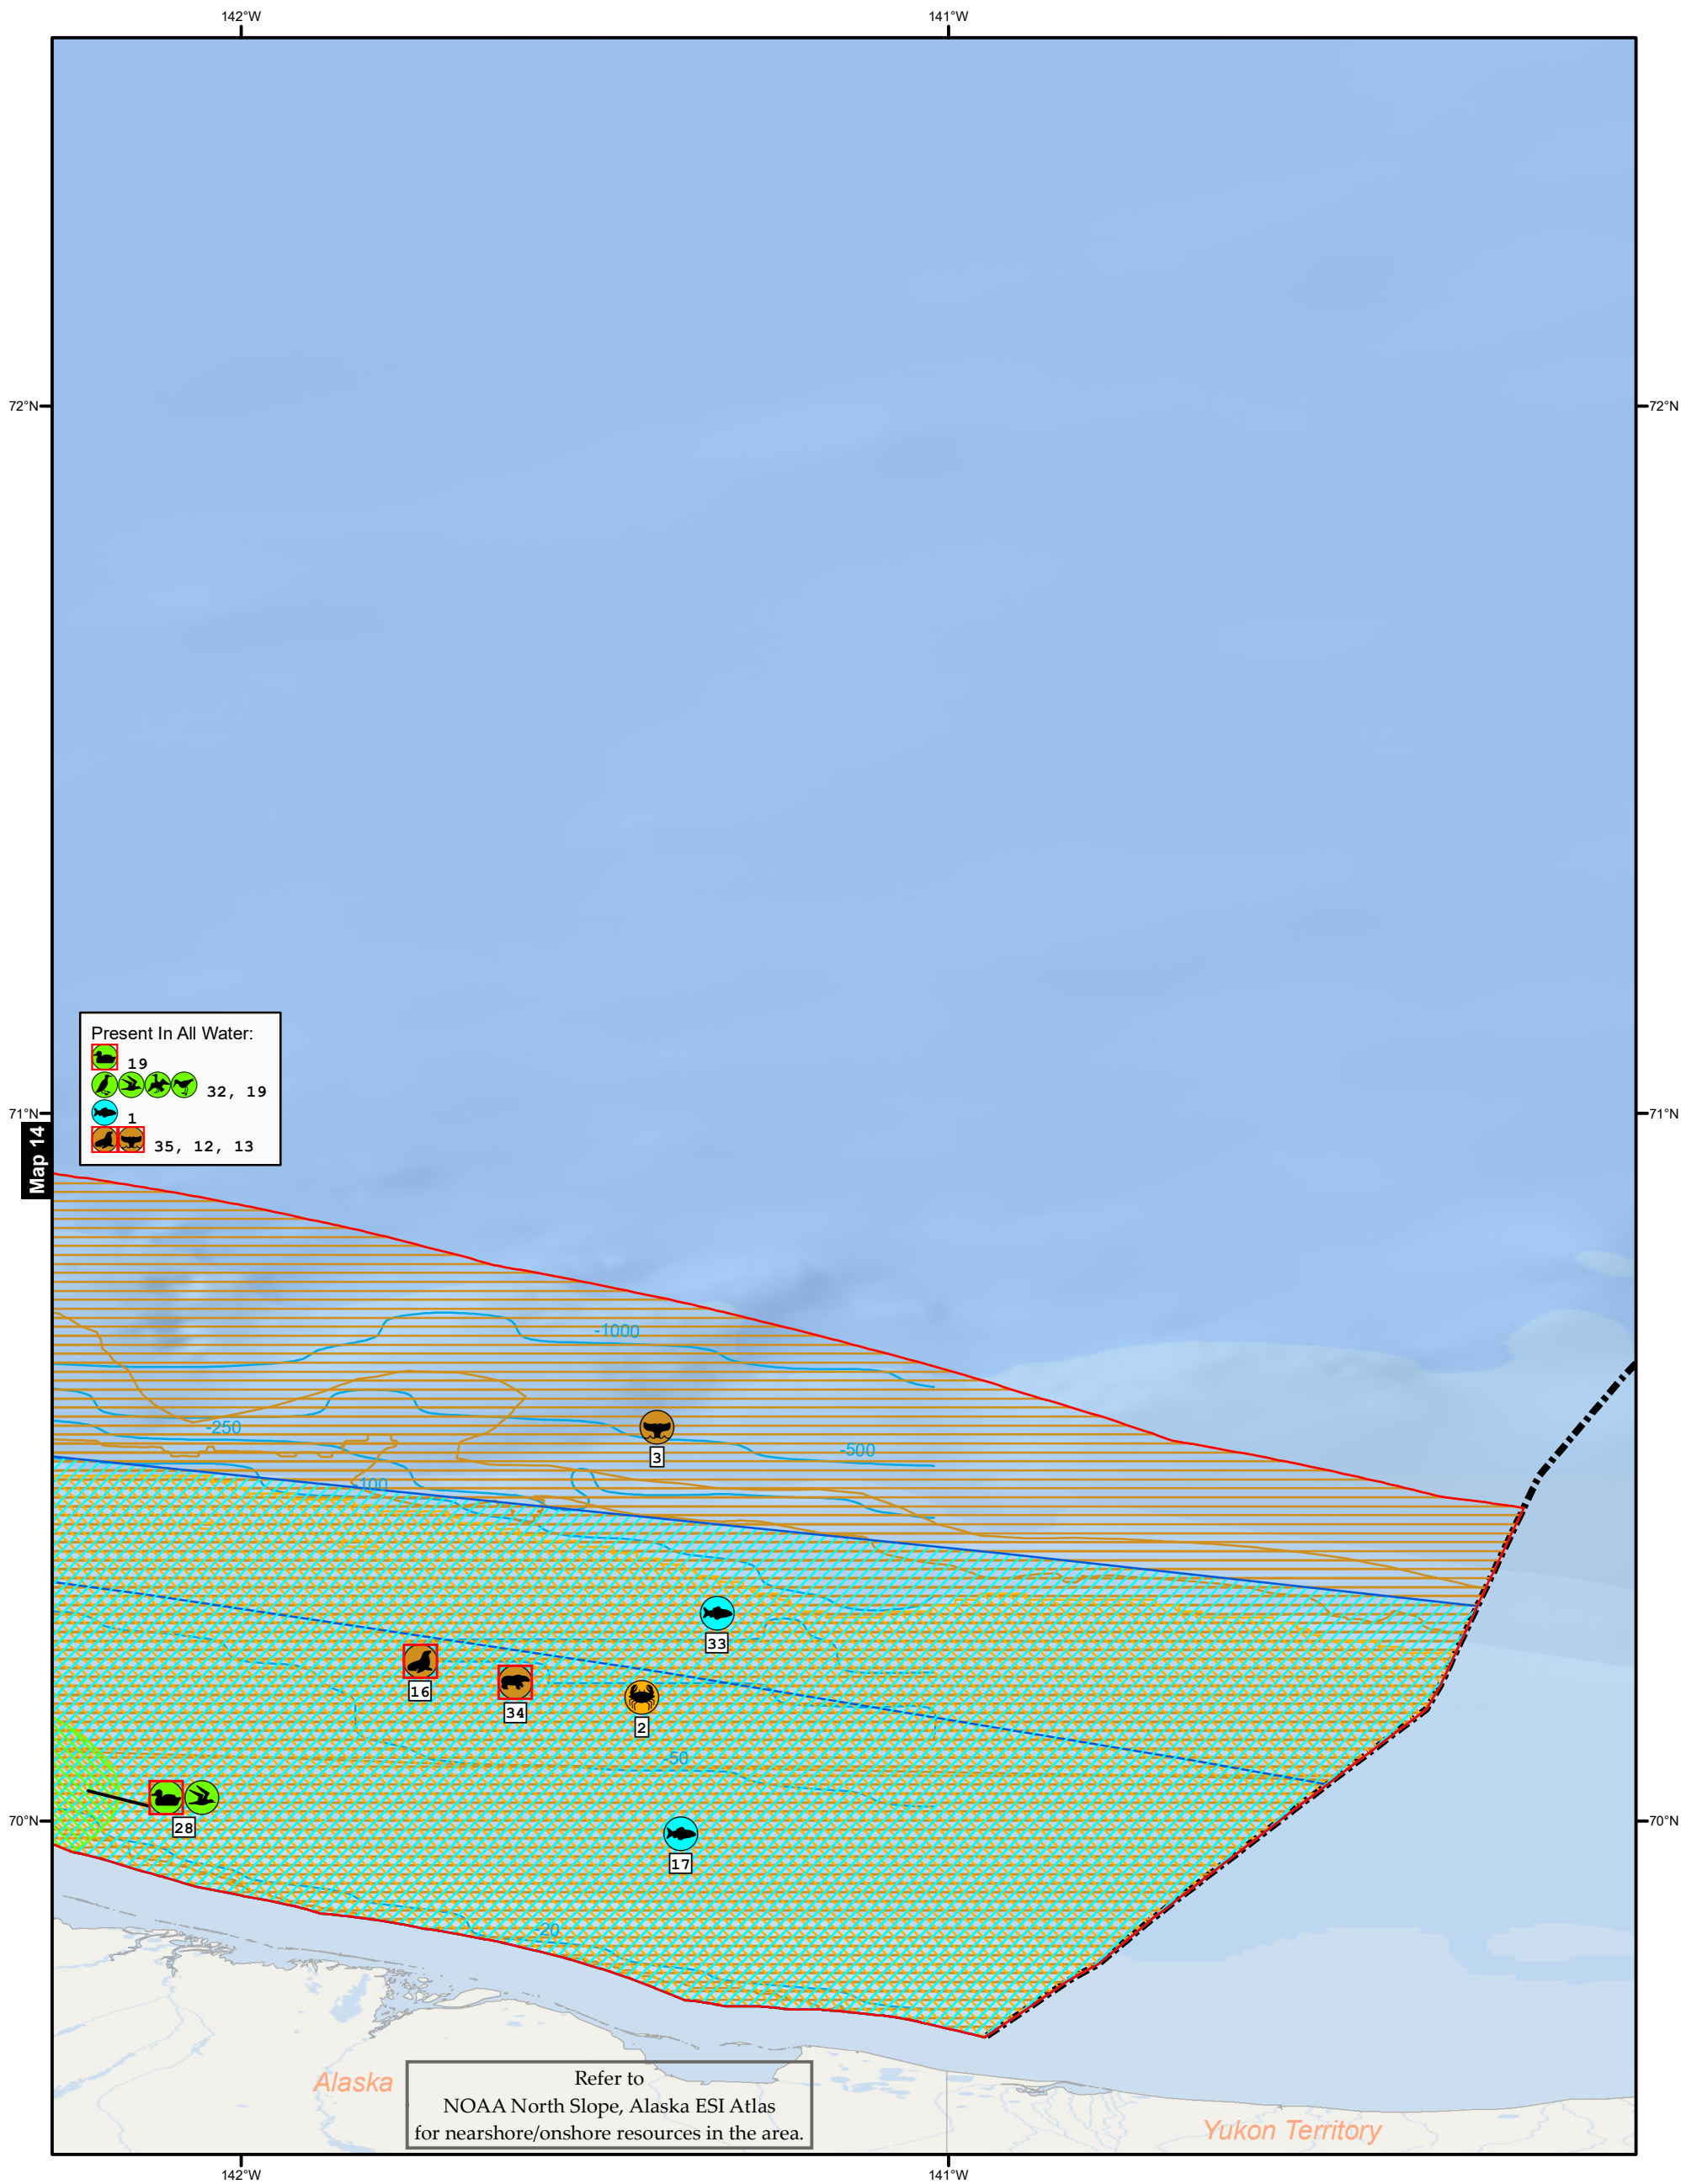 142°W
141°W
72°N
72°N
Present In All Water:
19
32, 19
1
35, 12, 13
71°N
71°N
Map 14
-1000
-250
-500
3
-100
33
16
34
2
-50
28
70°N
70°N
17
-20
Alaska
Refer to
NOAA North Slope, Alaska ESI Atlas
for nearshore/onshore resources in the area.
Yukon Territory
142°W
141°W